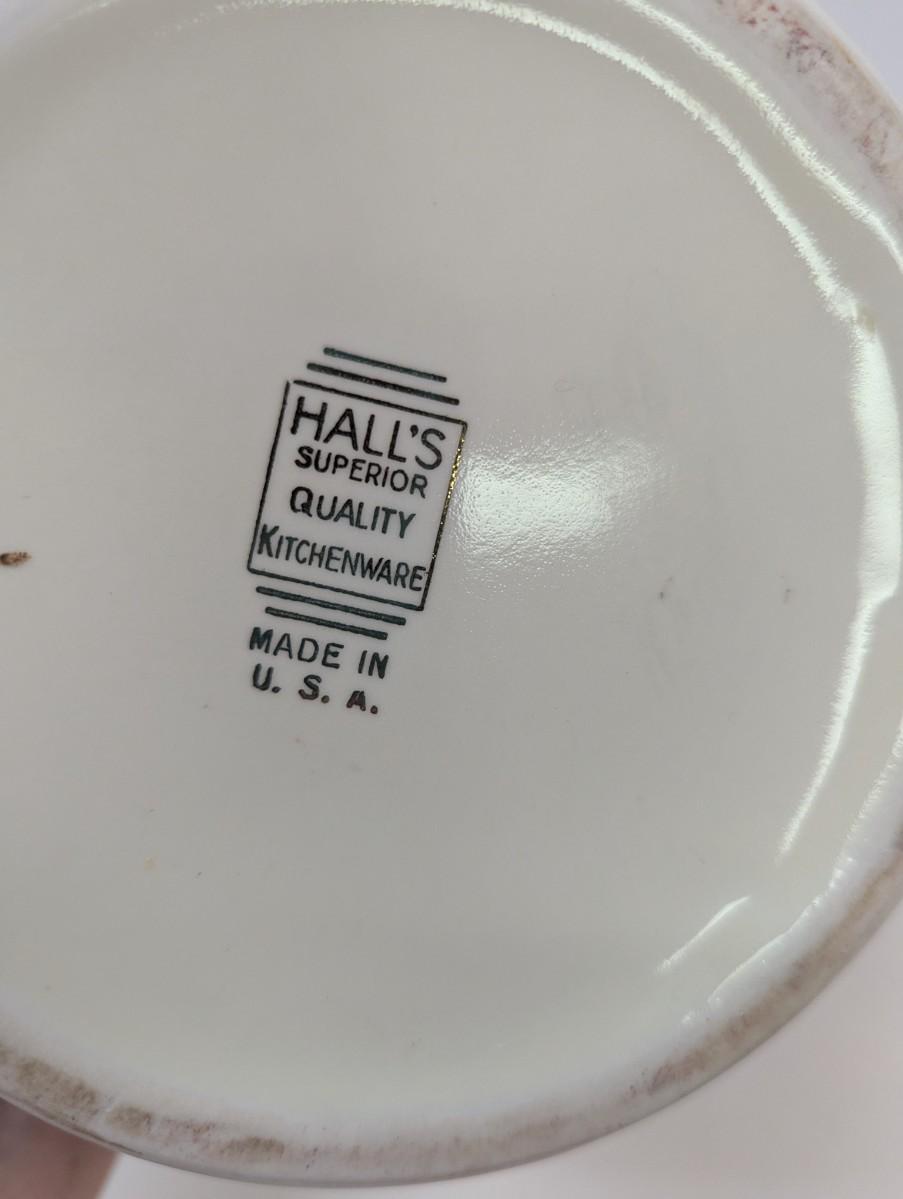 HALL'S
SUPERIOR
QUALITY
KITCHENWARE
MADE IN
U. S. A.